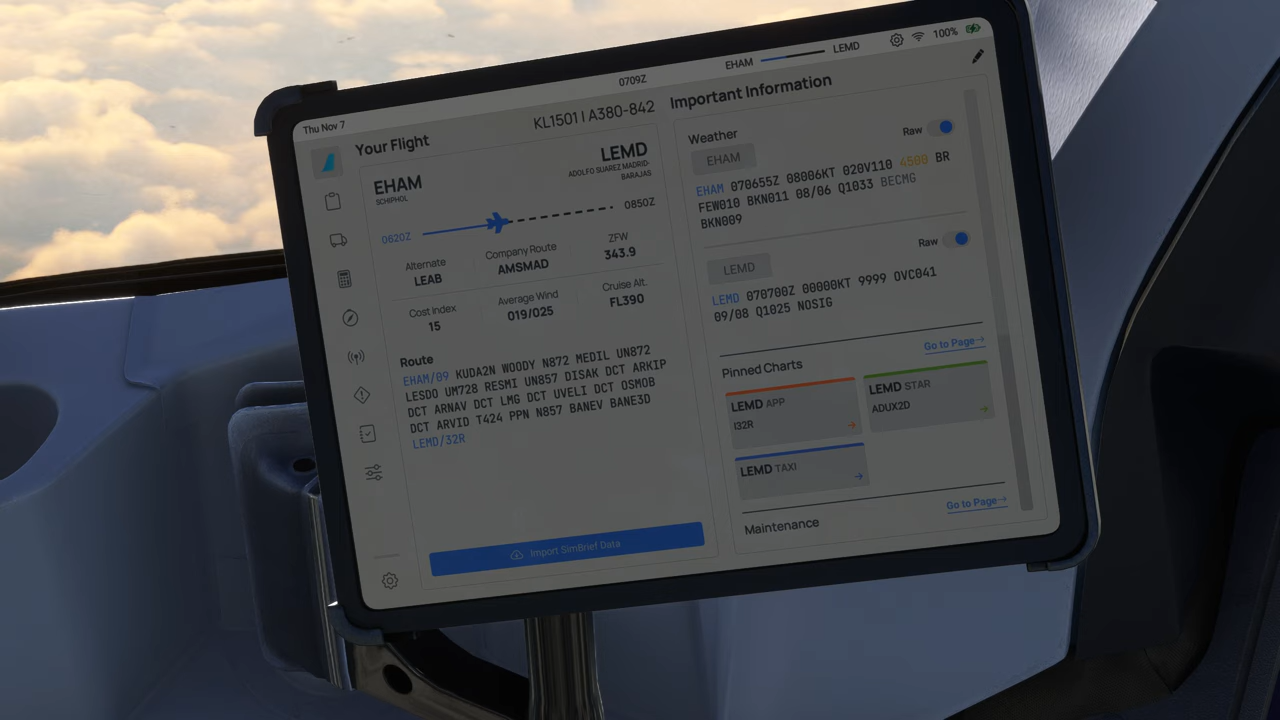 Thu Nov 7
0709Z
EHAM
LEMD
100%
Your Flight
KL1501 | A380-842
EHAM
SCHIPHOL
LEMD
ADOLFO SUAREZ MADRID-
BARAJAS
0620Z
0850Z
Alternate
LEAB
Company Route
AMSMAD
ZFW
343.9
Cost Index
15
Average Wind
019/025
Cruise Alt.
FL390
Route
EHAM/09 KUDA2N WOODY N872 MEDIL UN872
LESDO UM728 RESMI UN857 DISAK DCT ARKIP
DCT ARNAV DCT LMG DCT UVELI DCT OSMOB
DCT ARVID T424 PPN N857 BANEV BANE3D
LEMD/32R
Import SimBrief Data
Important Information
Weather
Raw
EHAM
EHAM 070655Z 08006KT 020V110 4500 BR
FEW010 BKN011 08/06 Q1033 BECMG
BKN009
Raw
LEMD
LEMD 070700Z 00000KT 9999 OVC041
09/08 Q1025 NOSIG
Pinned Charts
Go to Page
LEMD APP
I32R
LEMD STAR
ADUX2D
LEMD TAXI
Maintenance
Go to Page